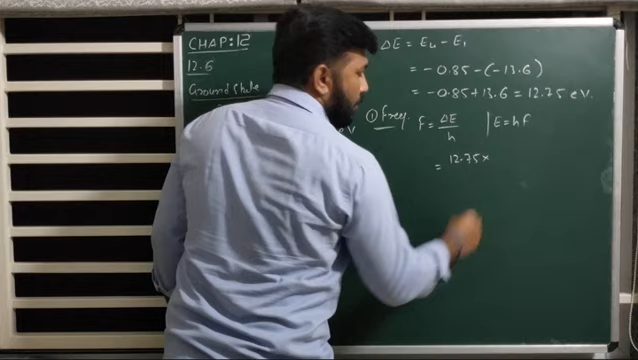 CHAP:12
12.6
Ground State
ΔE = E4 - E1
= -0.85 - (-13.6)
= -0.85 + 13.6 = 12.75 eV.
eV
① Freq. f = ΔE/h | E = hf
= 12.75 ×